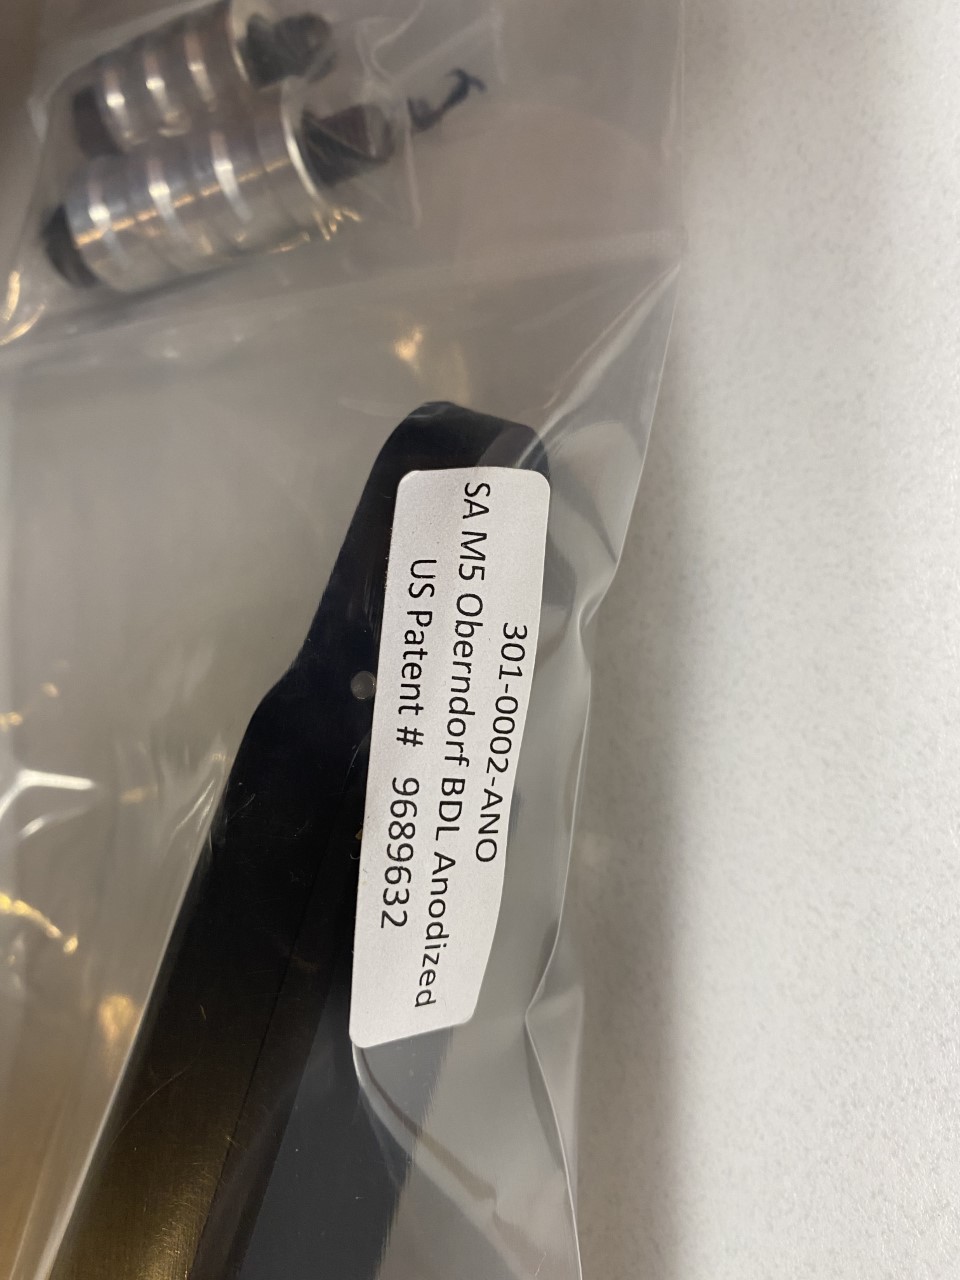 301-0002-ANO
SA M5 Oberndorf BDL Anodized
US Patent # 9689632